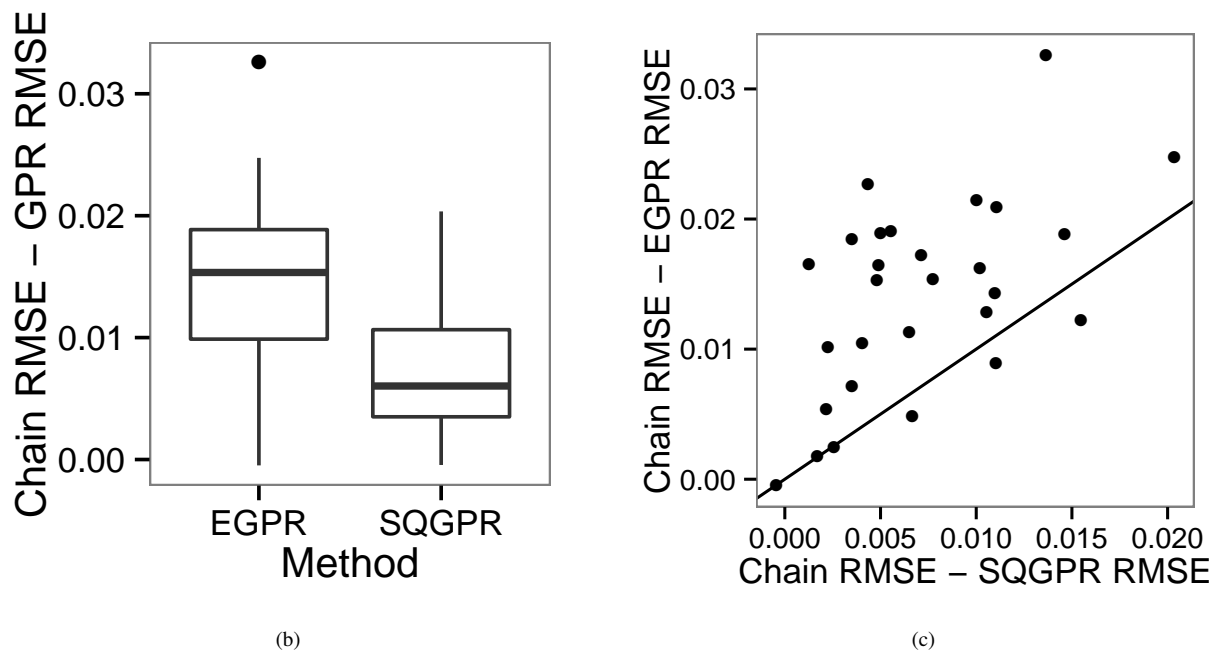 Chain RMSE – GPR RMSE
0.03
0.02
0.01
0.00
EGPR SQGPR
Method
(b)
Chain RMSE – EGPR RMSE
0.03
0.02
0.01
0.00
0.000 0.005 0.010 0.015 0.020
Chain RMSE – SQGPR RMSE
(c)